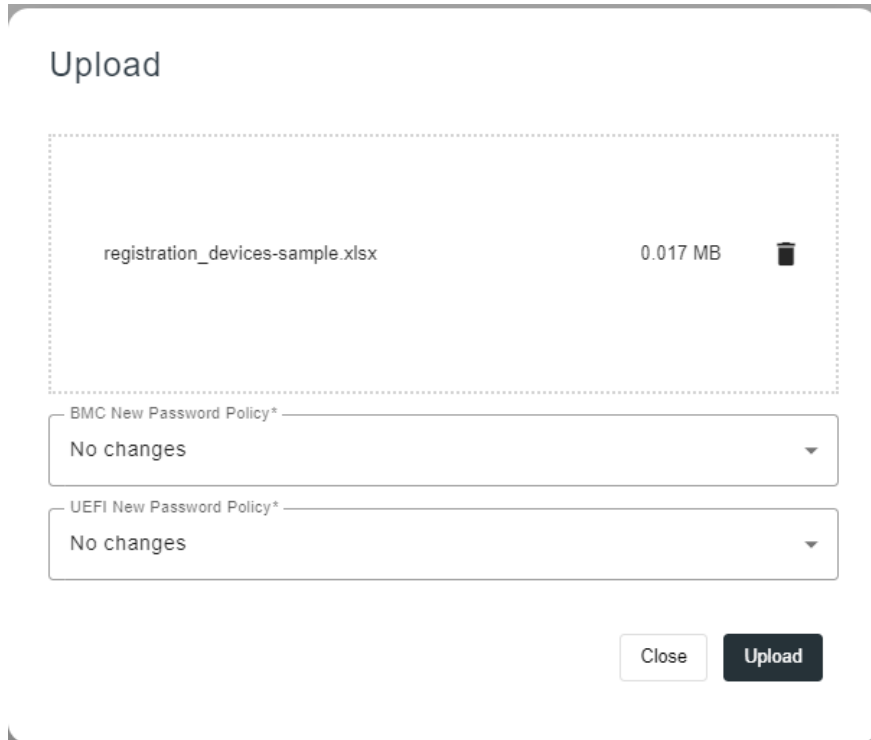 Upload
registration_devices-sample.xlsx 0.017 MB
BMC New Password Policy*
No changes
UEFI New Password Policy*
No changes
Close Upload